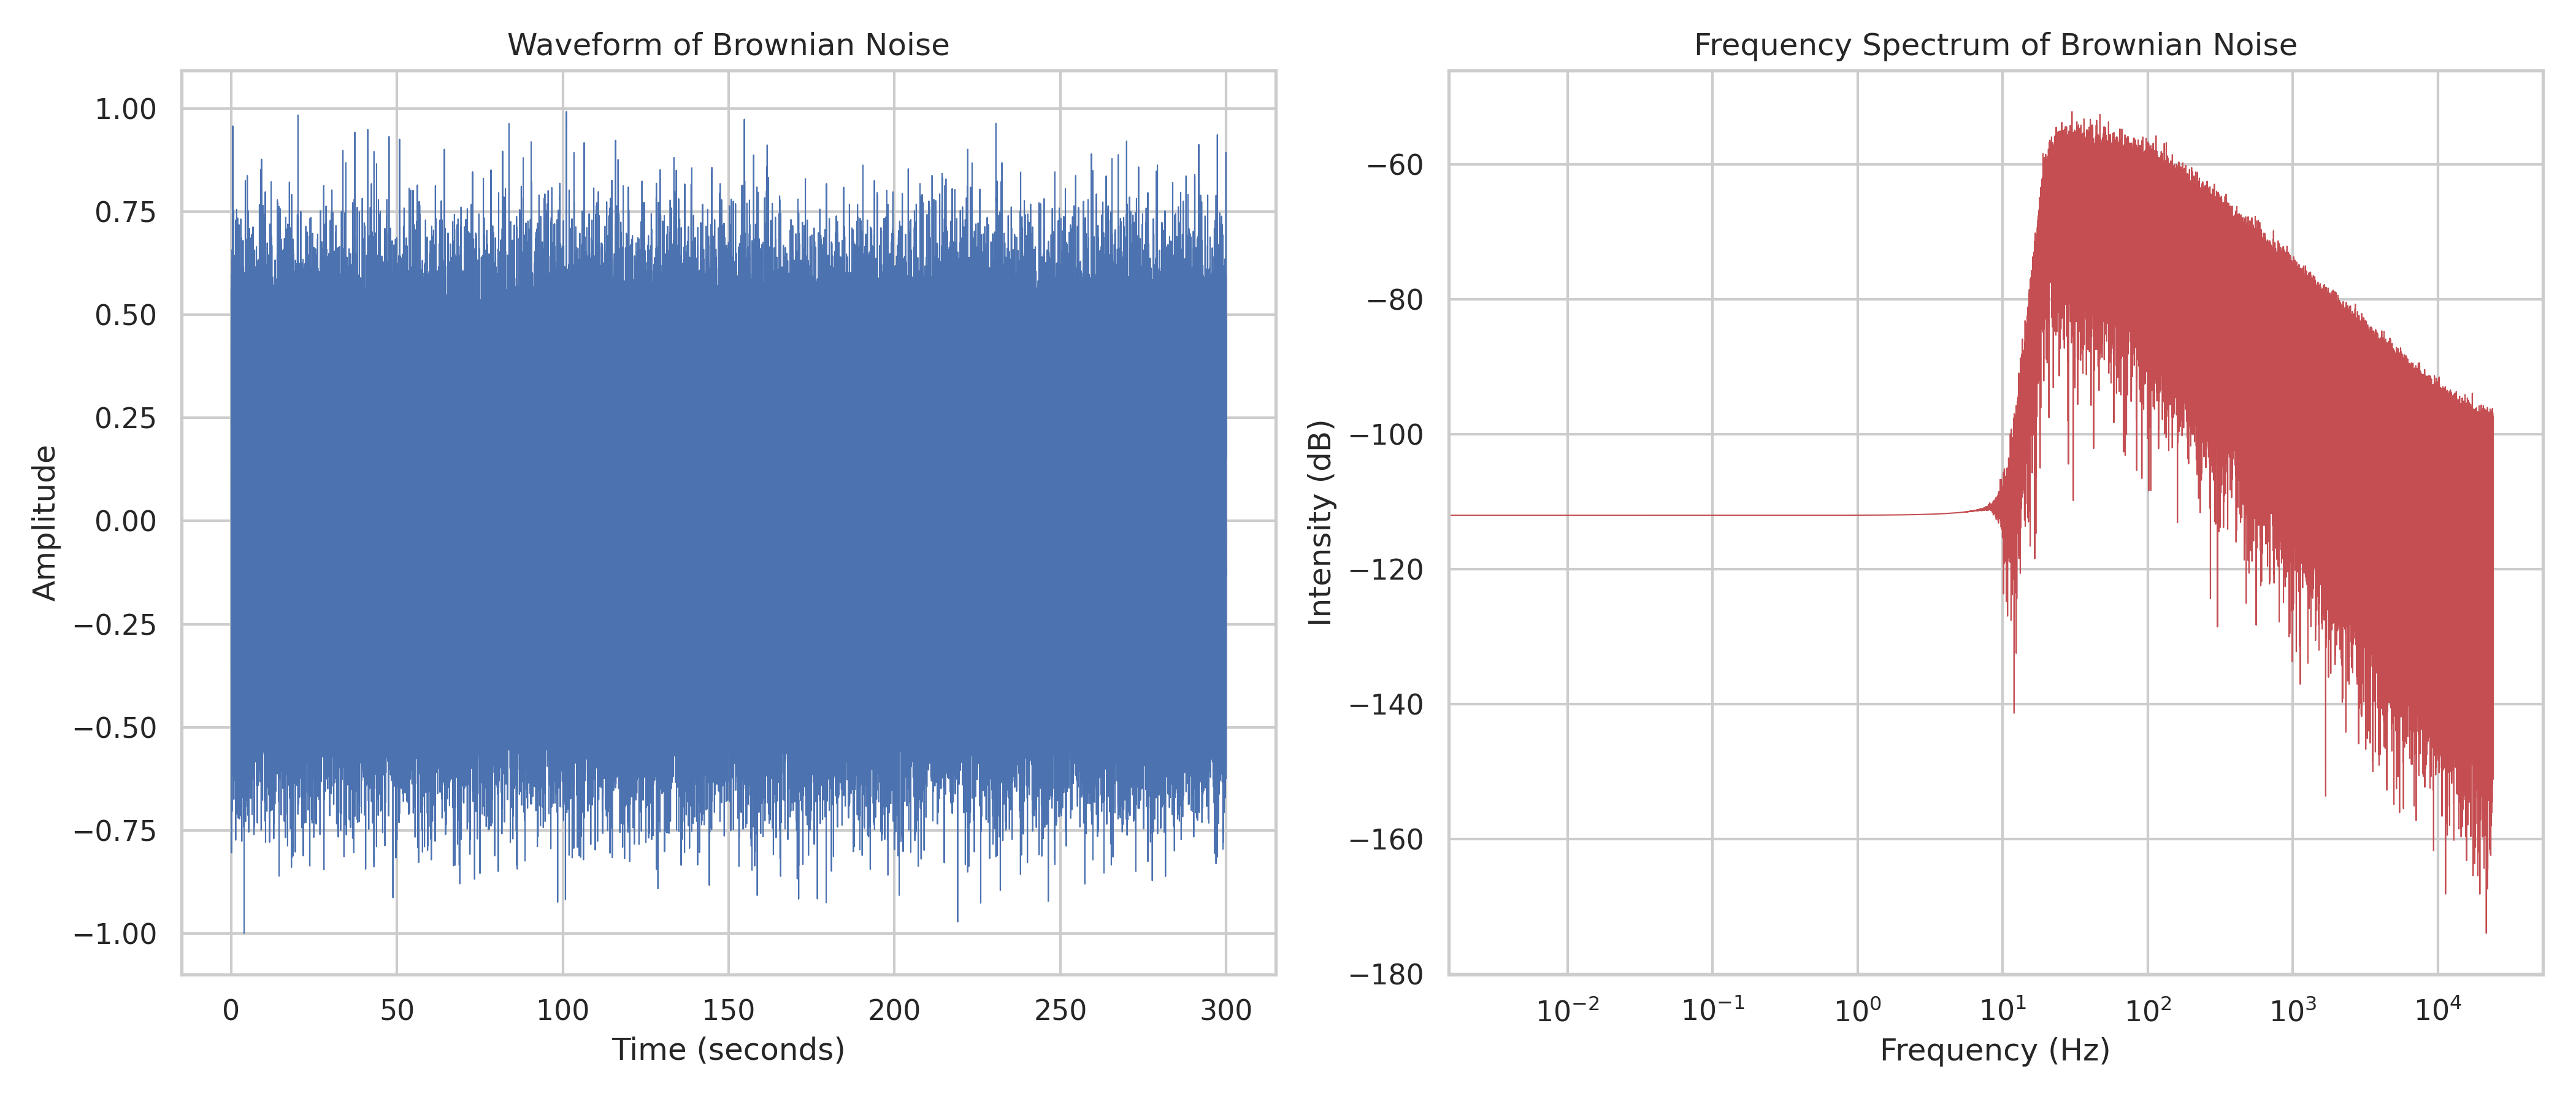 Waveform of Brownian Noise
1.00
0.75
0.50
0.25
0.00
−0.25
−0.50
−0.75
−1.00
Amplitude
0 50 100 150 200 250 300
Time (seconds)
Frequency Spectrum of Brownian Noise
−60
−80
−100
−120
−140
−160
−180
Intensity (dB)
10⁻² 10⁻¹ 10⁰ 10¹ 10² 10³ 10⁴
Frequency (Hz)